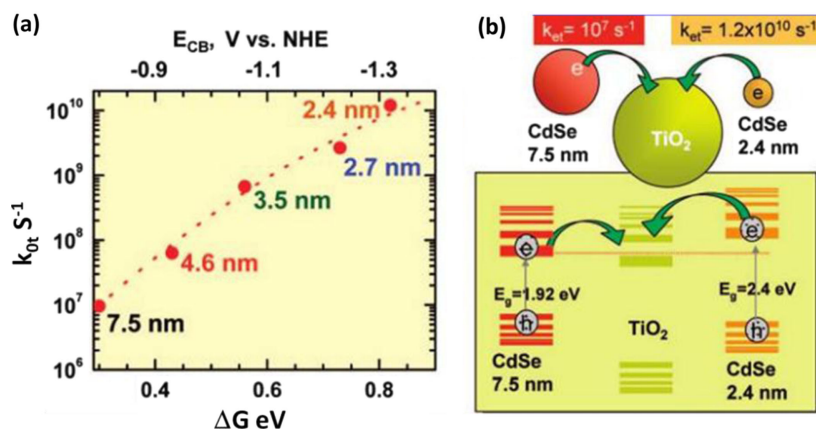 (a)
E_CB, V vs. NHE
-0.9 -1 -1.1 -1.3
10^10
10^9
10^8
10^7
10^6
k_0t S^-1
2.4 nm
2.7 nm
3.5 nm
4.6 nm
7.5 nm
0.4 0.6 0.8
ΔG eV
(b)
k_et = 10^7 s^-1
k_et = 1.2x10^10 s^-1
e
e
CdSe
7.5 nm
TiO_2
CdSe
2.4 nm
e
e
E_g=1.92 eV
E_g=2.4 eV
h
h
TiO_2
CdSe
7.5 nm
CdSe
2.4 nm